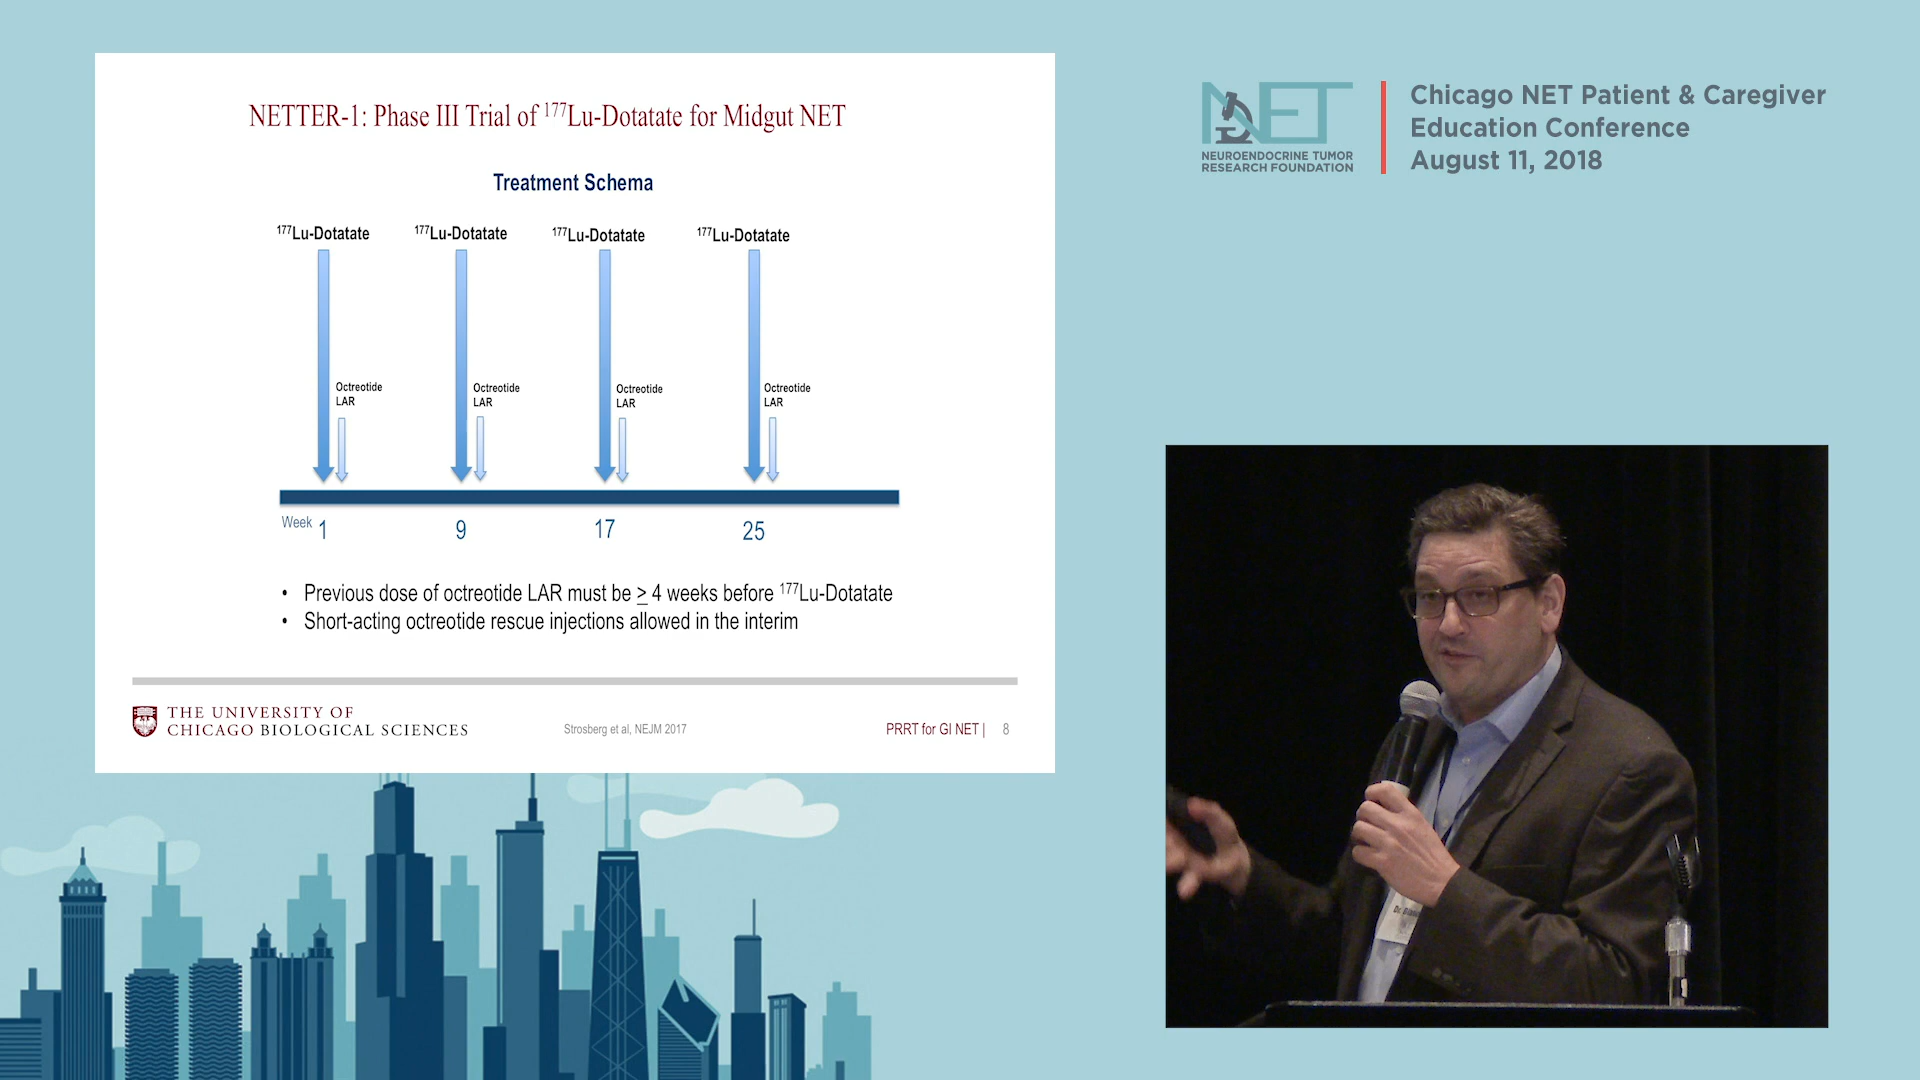 NETTER-1: Phase III Trial of 177Lu-Dotatate for Midgut NET
Treatment Schema
177Lu-Dotatate 177Lu-Dotatate 177Lu-Dotatate 177Lu-Dotatate
Octreotide Octreotide Octreotide Octreotide
LAR LAR LAR LAR
Week 1 9 17 25
• Previous dose of octreotide LAR must be > 4 weeks before 177Lu-Dotatate
• Short-acting octreotide rescue injections allowed in the interim
THE UNIVERSITY OF
CHICAGO BIOLOGICAL SCIENCES
Strosberg et al, NEJM 2017
PRRT for GI NET | 8
NET
NEUROENDOCRINE TUMOR
RESEARCH FOUNDATION
Chicago NET Patient & Caregiver
Education Conference
August 11, 2018
Dr.